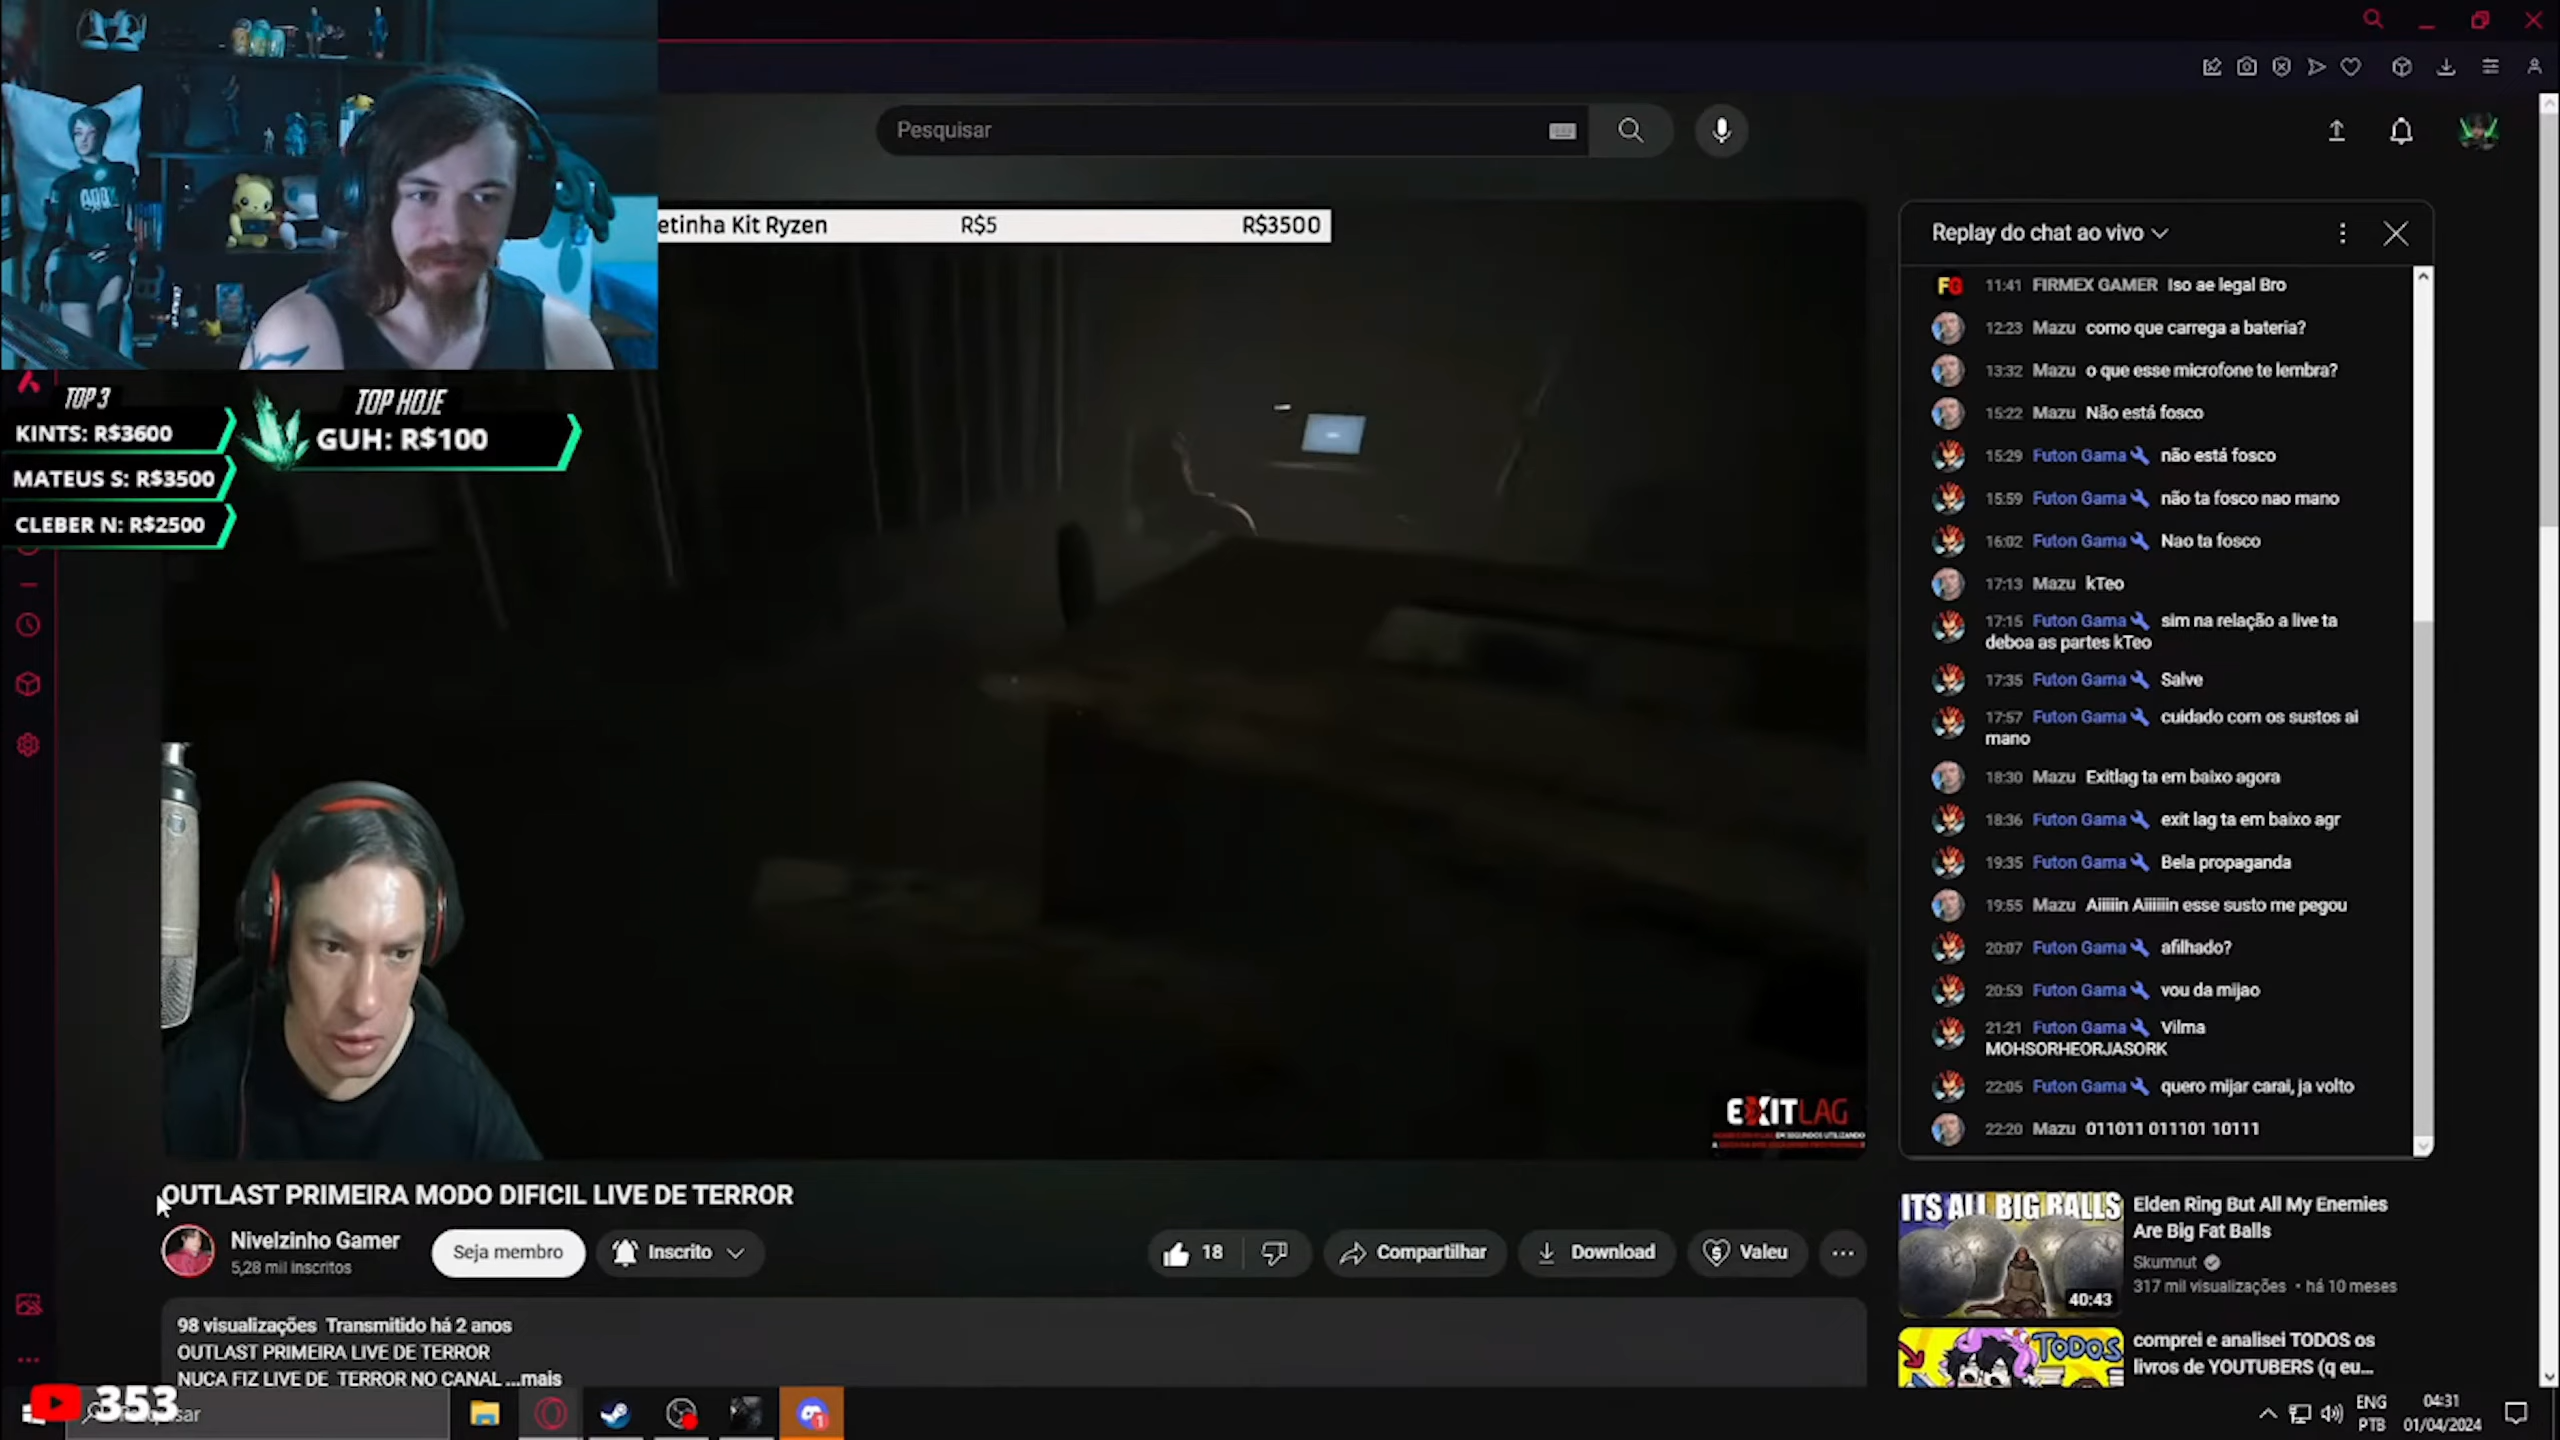 Pesquisar
etinha Kit Ryzen R$5 R$3500
TOP 3
KINTS: R$3600
MATEUS S: R$3500
CLEBER N: R$2500
TOP HOJE
GUH: R$100
Replay do chat ao vivo
FG 11:41 FIRMEX GAMER Iso ae legal Bro
12:23 Mazu como que carrega a bateria?
13:32 Mazu o que esse microfone te lembra?
15:22 Mazu Não está fosco
15:29 Futon Gama não está fosco
15:59 Futon Gama não ta fosco nao mano
16:02 Futon Gama Nao ta fosco
17:13 Mazu kTeo
17:15 Futon Gama sim na relação a live ta
deboa as partes kTeo
17:35 Futon Gama Salve
17:57 Futon Gama cuidado com os sustos ai
mano
18:30 Mazu Exitlag ta em baixo agora
18:36 Futon Gama exit lag ta em baixo agr
19:35 Futon Gama Bela propaganda
19:55 Mazu Aiiiiin Aiiiiiiin esse susto me pegou
20:07 Futon Gama afilhado?
20:53 Futon Gama vou da mijao
21:21 Futon Gama Vilma
MOHSORHEORJASORK
22:05 Futon Gama quero mijar carai, ja volto
22:20 Mazu 011011 011101 10111
EXITLAG
EM SEGUNDOS UTILIZANDO
OUTLAST PRIMEIRA MODO DIFICIL LIVE DE TERROR
Nivelzinho Gamer
5,28 mil inscritos
Seja membro
Inscrito
18
Compartilhar
Download
Valeu
98 visualizações Transmitido há 2 anos
OUTLAST PRIMEIRA LIVE DE TERROR
NUCA FIZ LIVE DE TERROR NO CANAL ...mais
ITS ALL BIG BALLS
40:43
Elden Ring But All My Enemies
Are Big Fat Balls
Skumnut
317 mil visualizações • há 10 meses
TODOS
comprei e analisei TODOS os
livros de YOUTUBERS (q eu...
353
sar
1
ENG
PTB
04:31
01/04/2024